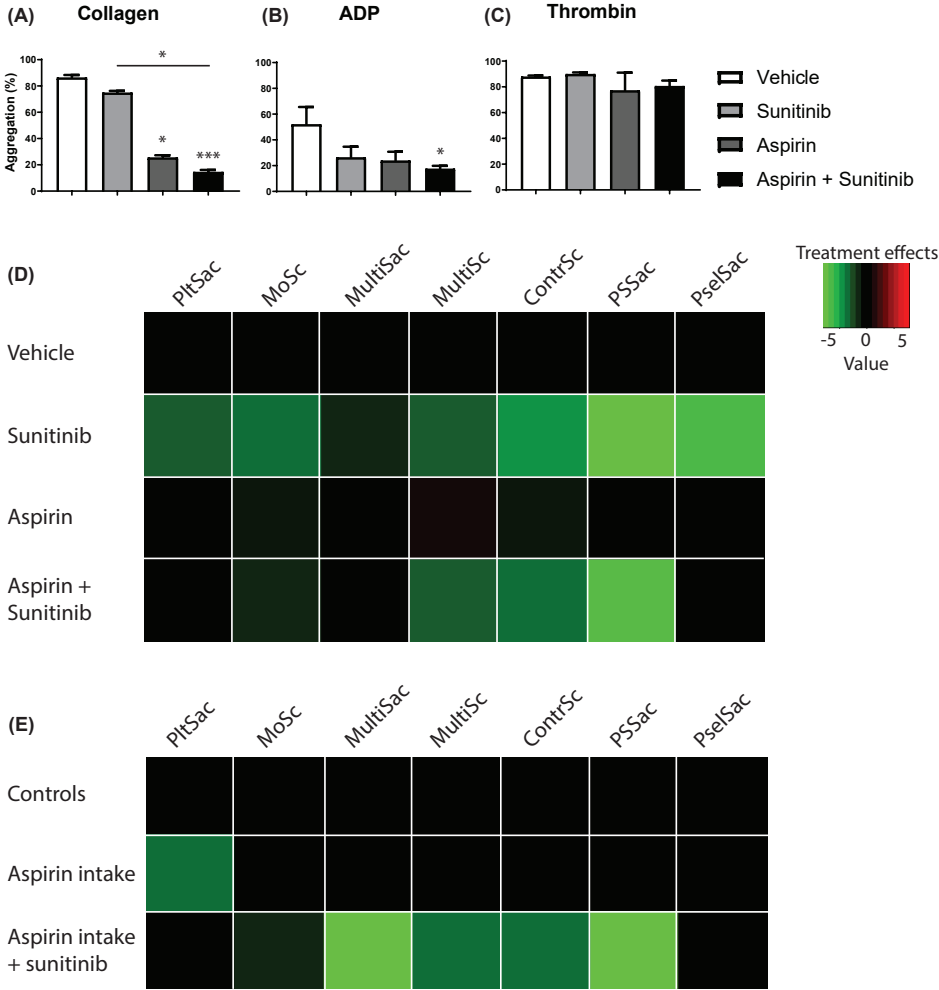 (A) Collagen
(B) ADP
(C) Thrombin
Aggregation (%)
100
80
60
40
20
0
*
*
***
100
80
60
40
20
0
*
100
80
60
40
20
0
Vehicle
Sunitinib
Aspirin
Aspirin + Sunitinib
(D)
PltSac
MoSc
MultiSac
MultiSc
ContrSc
PSSac
PselSac
Treatment effects
-5 0 5
Value
Vehicle
Sunitinib
Aspirin
Aspirin +
Sunitinib
(E)
PltSac
MoSc
MultiSac
MultiSc
ContrSc
PSSac
PselSac
Controls
Aspirin intake
Aspirin intake
+ sunitinib